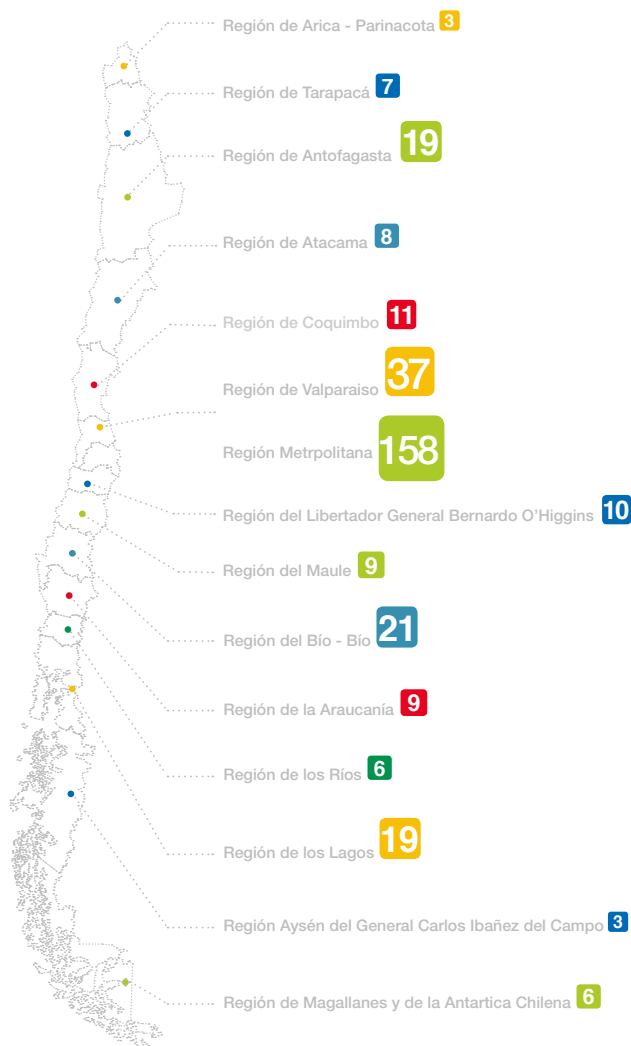 Región de Arica - Parinacota 3
Región de Tarapacá 7
Región de Antofagasta 19
Región de Atacama 8
Región de Coquimbo 11
Región de Valparaiso 37
Región Metrpolitana 158
Región del Libertador General Bernardo O'Higgins 10
Región del Maule 9
Región del Bío - Bío 21
Región de la Araucanía 9
Región de los Ríos 6
Región de los Lagos 19
Región Aysén del General Carlos Ibañez del Campo 3
Región de Magallanes y de la Antartica Chilena 6